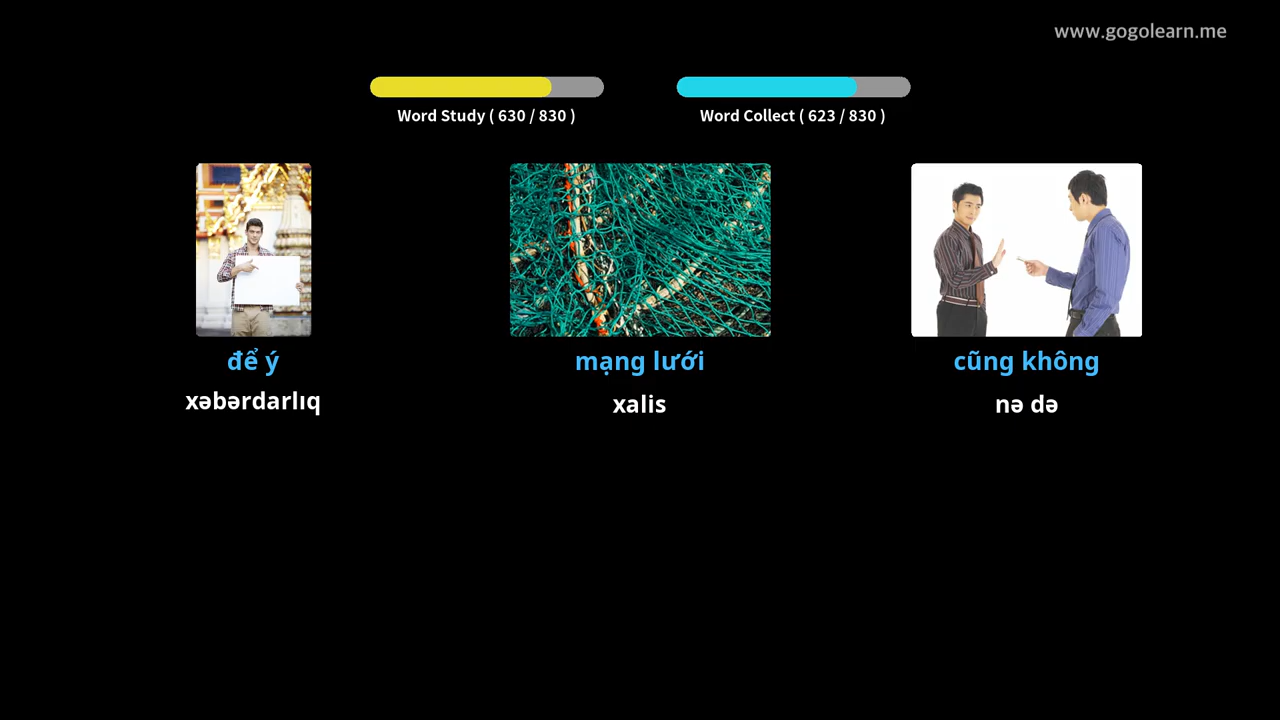 www.gogolearn.me
Word Study ( 630 / 830 )
Word Collect ( 623 / 830 )
để ý
mạng lưới
cũng không
xəbərdarlıq
xalis
nə də